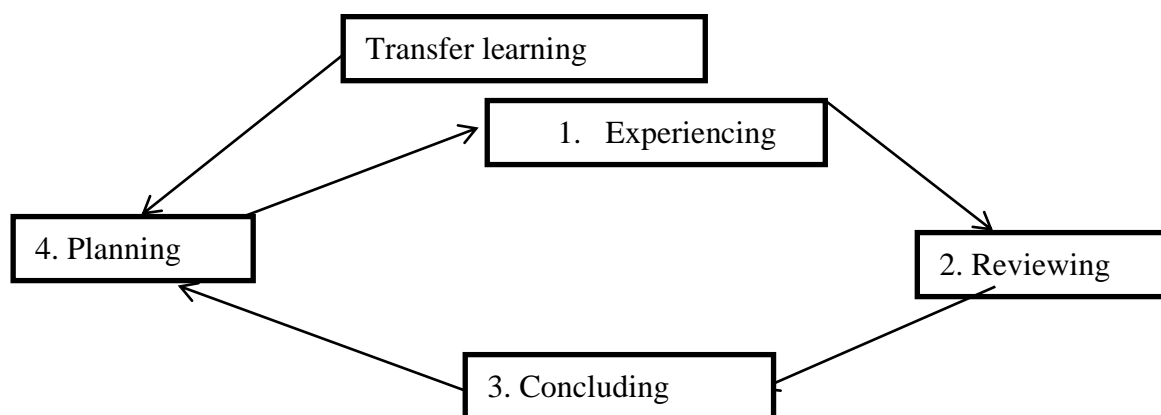 Transfer learning
1. Experiencing
4. Planning
2. Reviewing
3. Concluding